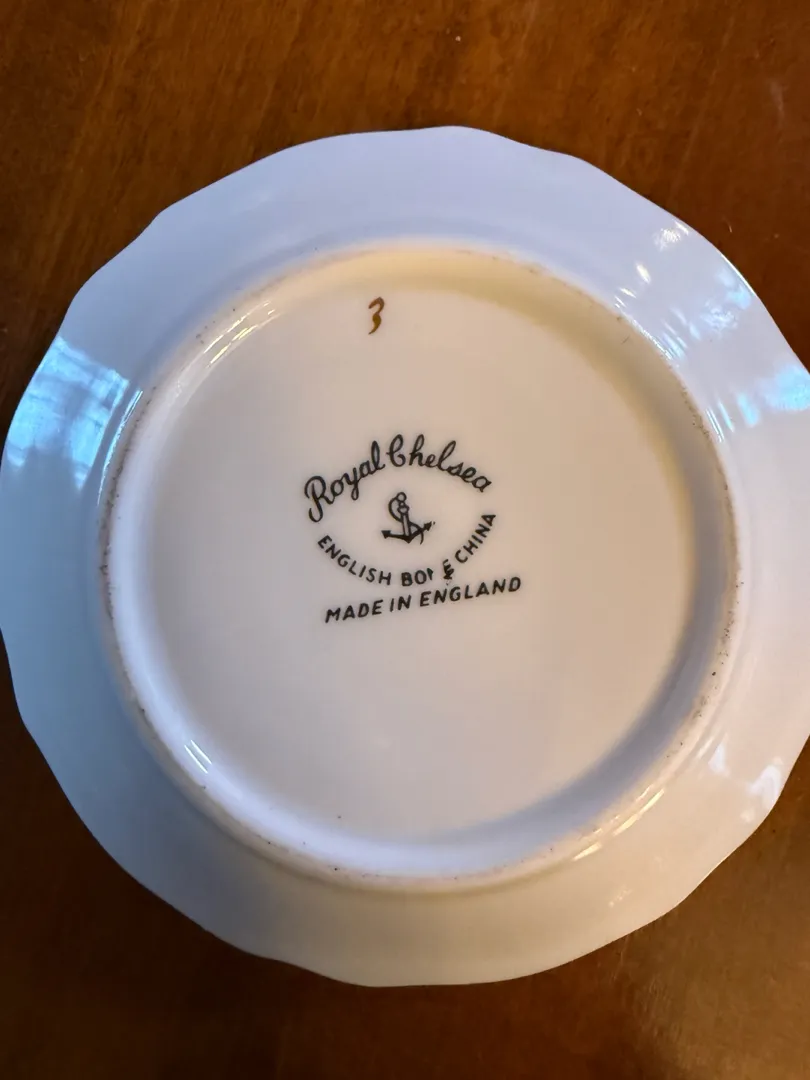 3
Royal Chelsea
ENGLISH BONE CHINA
MADE IN ENGLAND